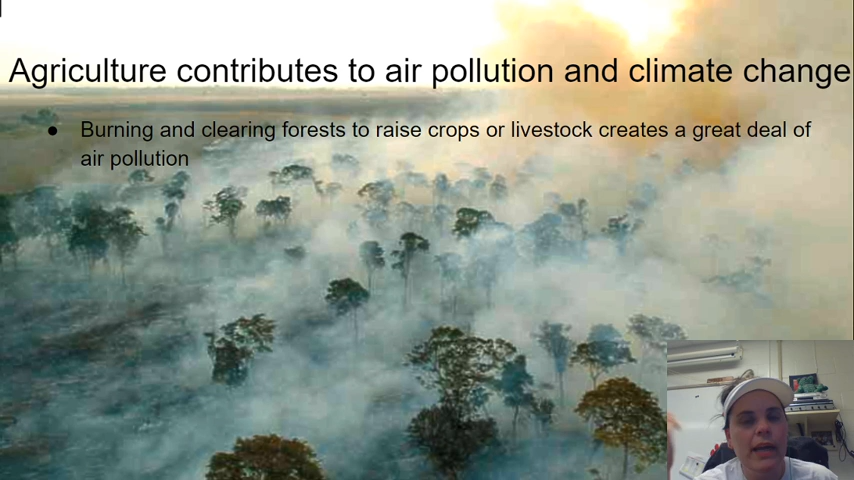 Agriculture contributes to air pollution and climate change
● Burning and clearing forests to raise crops or livestock creates a great deal of
air pollution